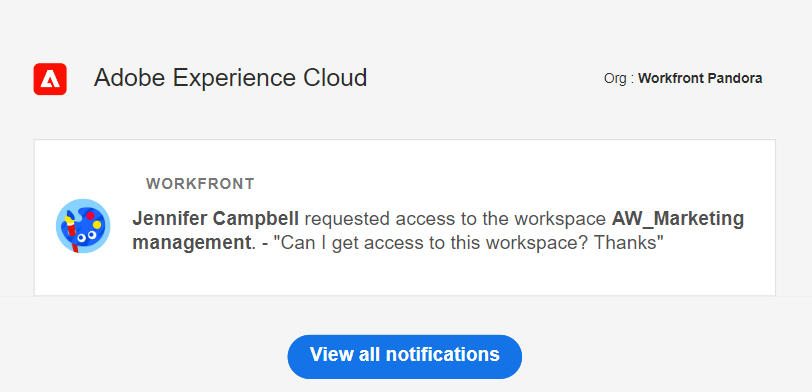 Adobe Experience Cloud
Org : Workfront Pandora
WORKFRONT
Jennifer Campbell requested access to the workspace AW_Marketing
management. - "Can I get access to this workspace? Thanks"
View all notifications